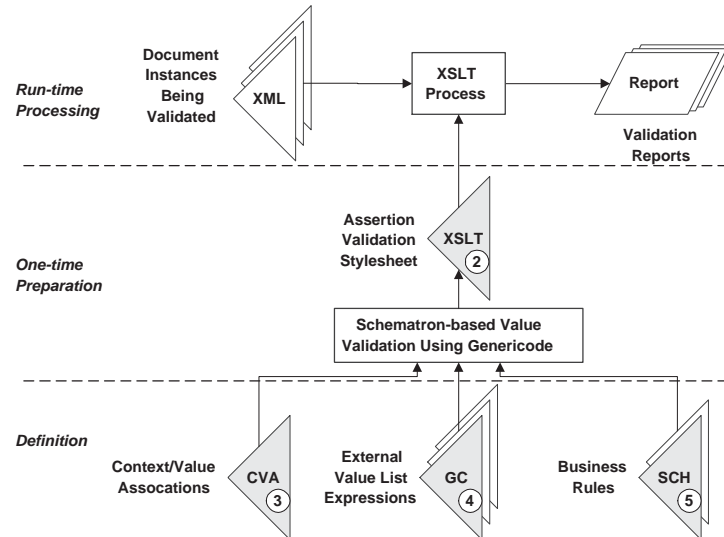 Run-time
Processing
Document
Instances
Being
Validated
XML
XSLT
Process
Report
Validation
Reports
One-time
Preparation
Assertion
Validation
Stylesheet
XSLT
2
Schematron-based Value
Validation Using Genericode
Definition
Context/Value
Assocations
CVA
3
External
Value List
Expressions
GC
4
Business
Rules
SCH
5